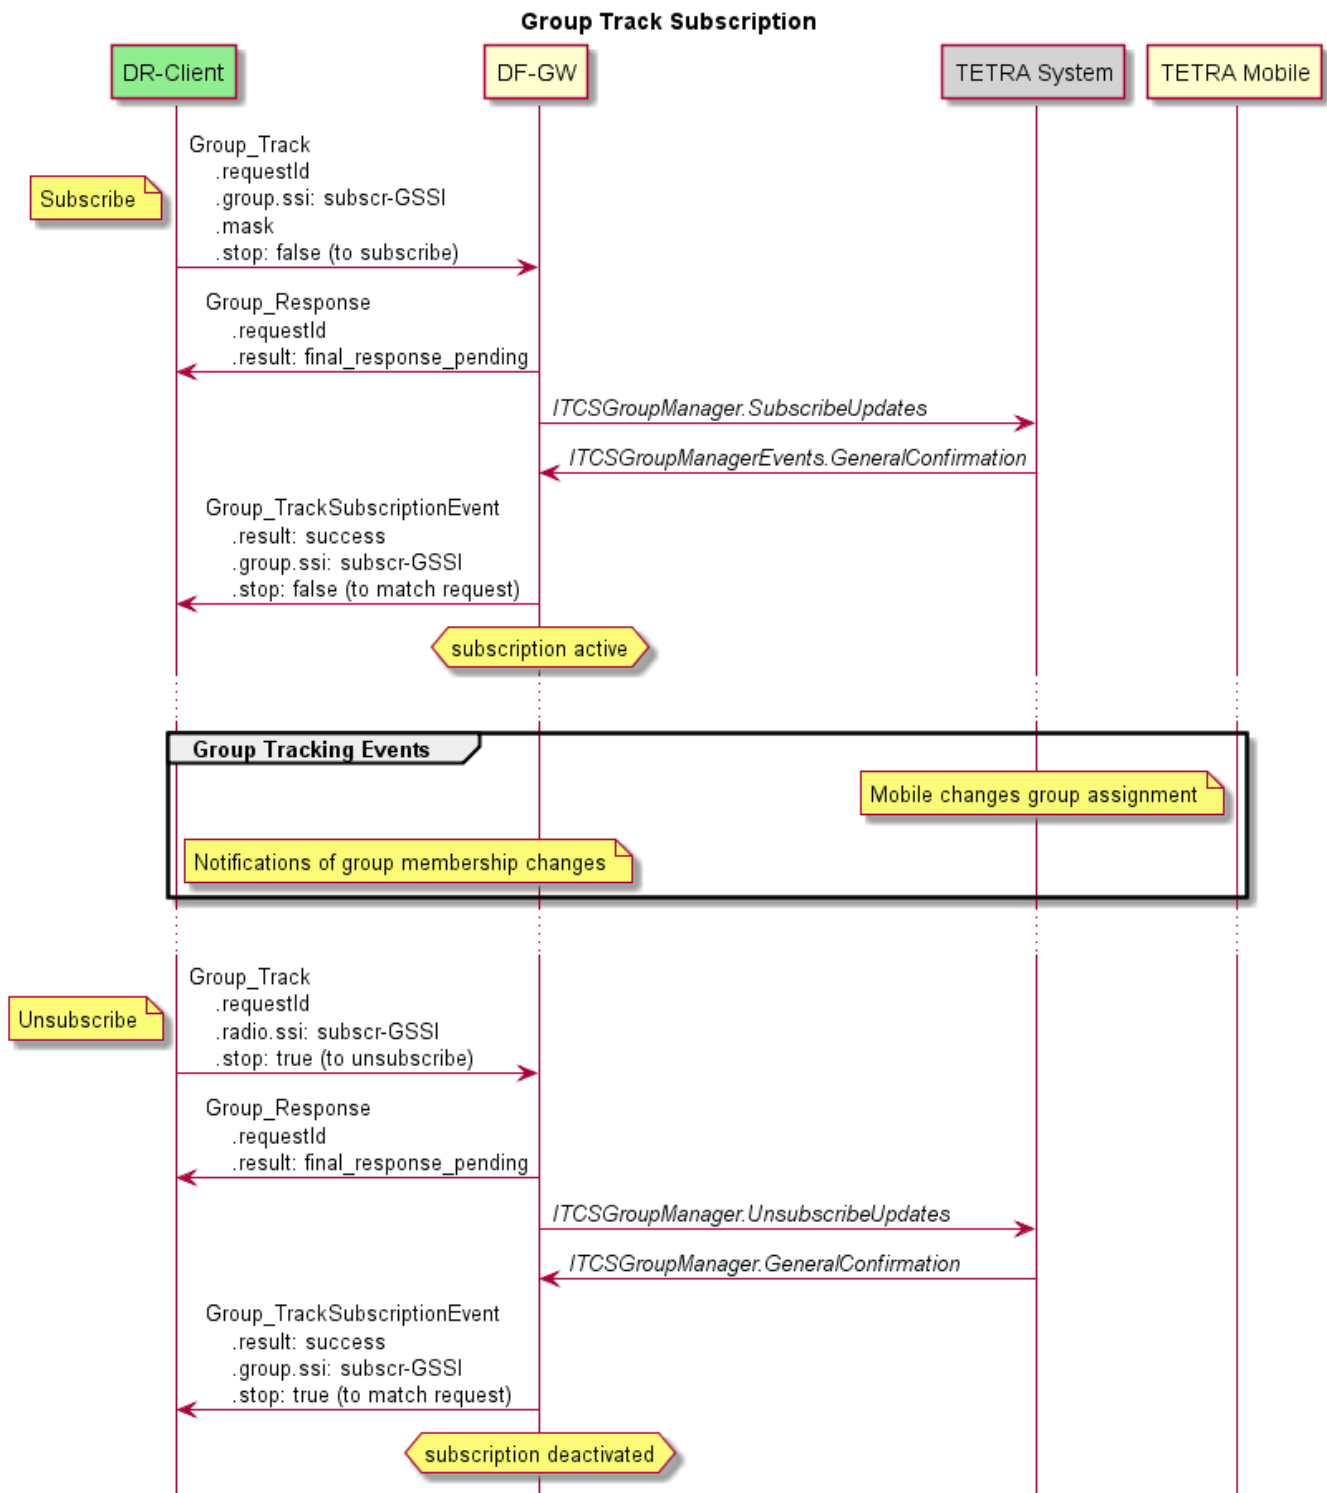 Group Track Subscription
DR-Client
DF-GW
TETRA System
TETRA Mobile
Group_Track
.requestId
Subscribe
.group.ssi: subscr-GSSI
.mask
.stop: false (to subscribe)
Group_Response
.requestId
.result: final_response_pending
ITCSGroupManager.SubscribeUpdates
ITCSGroupManagerEvents.GeneralConfirmation
Group_TrackSubscriptionEvent
.result: success
.group.ssi: subscr-GSSI
.stop: false (to match request)
subscription active
Group Tracking Events
Mobile changes group assignment
Notifications of group membership changes
Group_Track
.requestId
Unsubscribe
.radio.ssi: subscr-GSSI
.stop: true (to unsubscribe)
Group_Response
.requestId
.result: final_response_pending
ITCSGroupManager.UnsubscribeUpdates
ITCSGroupManager.GeneralConfirmation
Group_TrackSubscriptionEvent
.result: success
.group.ssi: subscr-GSSI
.stop: true (to match request)
subscription deactivated